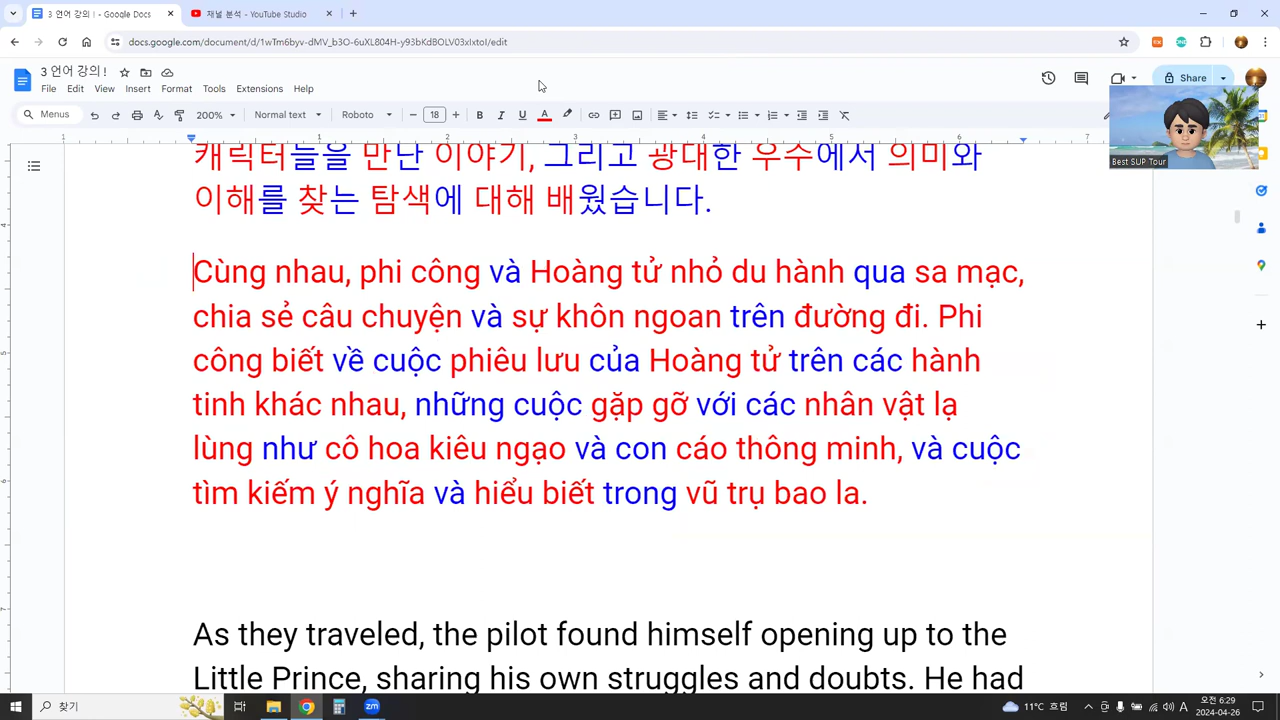 3 언어 강의 ! - Google Docs
채널 분석 - YouTube Studio
docs.google.com/document/d/1wTm6byv-dMV_b3O-6uXL804H-y93bKdBOLV03xIxtoI/edit
3 언어 강의 !
File Edit View Insert Format Tools Extensions Help
Share
Menus 200% Normal text Roboto 18
Best SUP Tour
1 1 2 3 4 5 6 7
캐릭터들을 만난 이야기, 그리고 광대한 우주에서 의미와
이해를 찾는 탐색에 대해 배웠습니다.
Cùng nhau, phi công và Hoàng tử nhỏ du hành qua sa mạc,
chia sẻ câu chuyện và sự khôn ngoan trên đường đi. Phi
công biết về cuộc phiêu lưu của Hoàng tử trên các hành
tinh khác nhau, những cuộc gặp gỡ với các nhân vật lạ
lùng như cô hoa kiêu ngạo và con cáo thông minh, và cuộc
tìm kiếm ý nghĩa và hiểu biết trong vũ trụ bao la.
As they traveled, the pilot found himself opening up to the
Little Prince, sharing his own struggles and doubts. He had
찾기
11°C 흐림
A
오전 6:29
2024-04-26